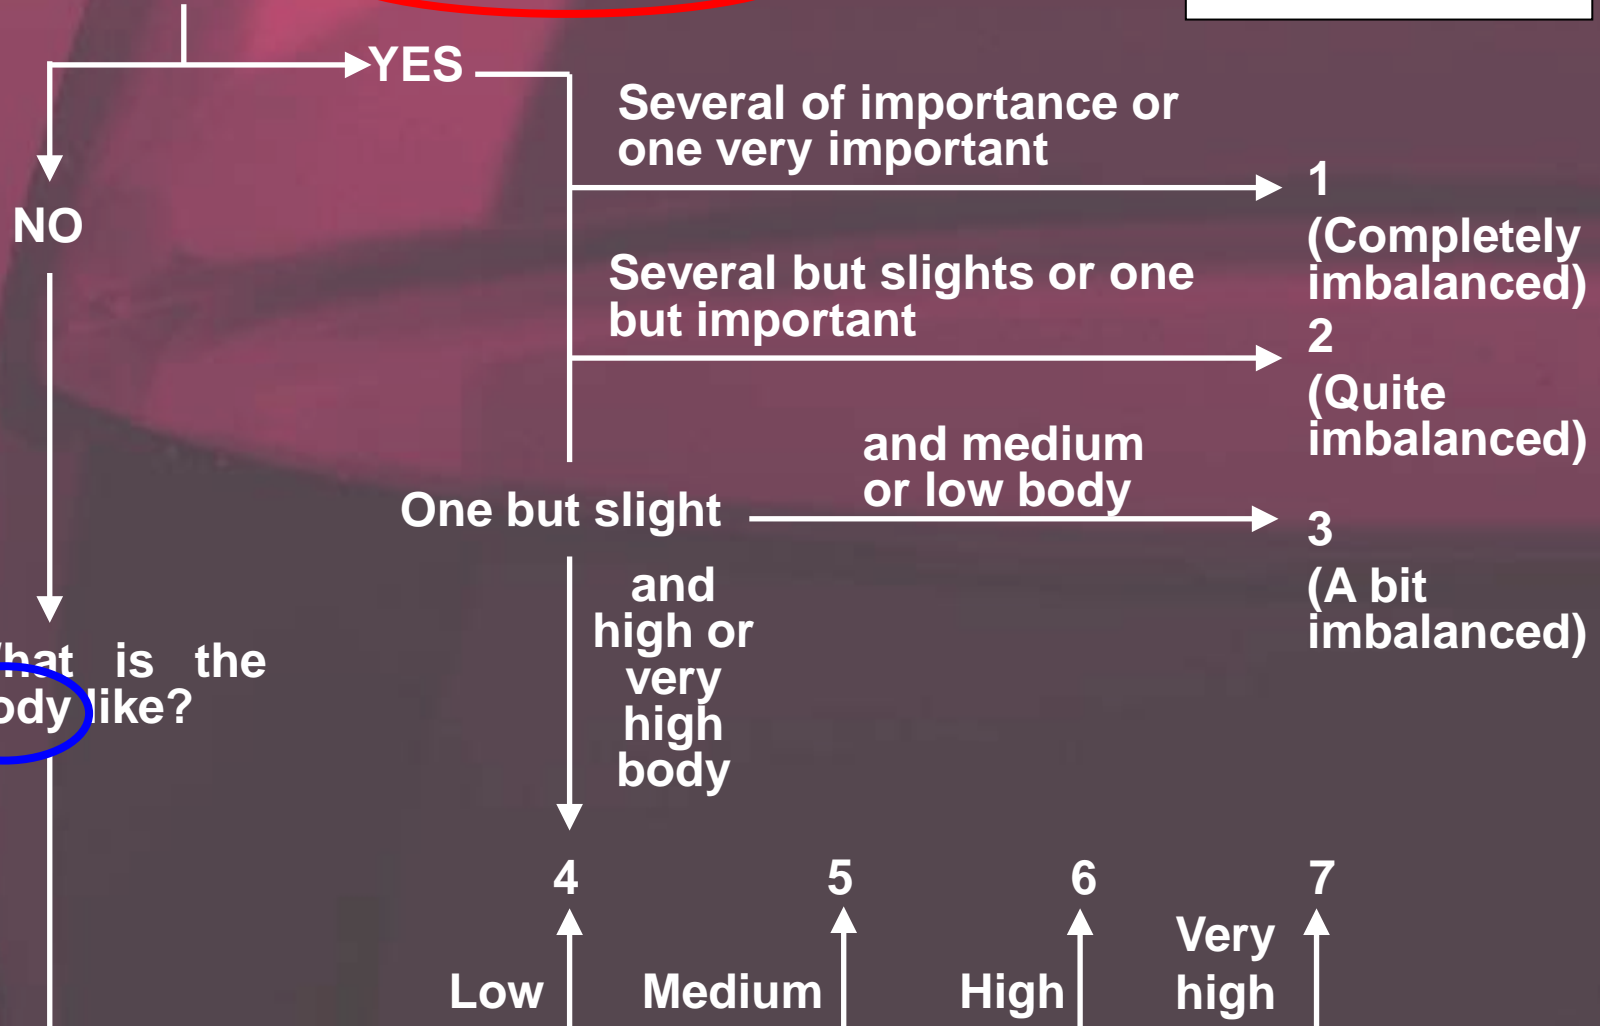 YES
Several of importance or
one very important
1
(Completely
imbalanced)
NO
Several but slights or one
but important
2
(Quite
imbalanced)
and medium
or low body
One but slight
3
(A bit
imbalanced)
and
high or
very
high
body
is the
like?
4 5 6 7
Low Medium High Very
high